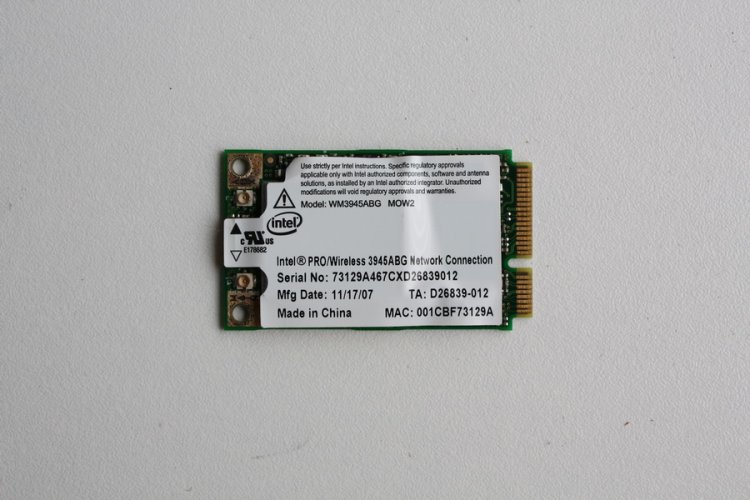 Use strictly per Intel instructions. Specific regulatory approvals
applicable only with Intel authorized components, software and antenna
solutions, as installed by an Intel authorized integrator. Unauthorized
modifications will void regulatory approvals and warranties.
Model: WM3945ABG MOW2
intel
c RU US
E178682
Intel® PRO/Wireless 3945ABG Network Connection
Serial No: 73129A467CXD26839012
Mfg Date: 11/17/07 TA: D26839-012
Made in China MAC: 001CBF73129A